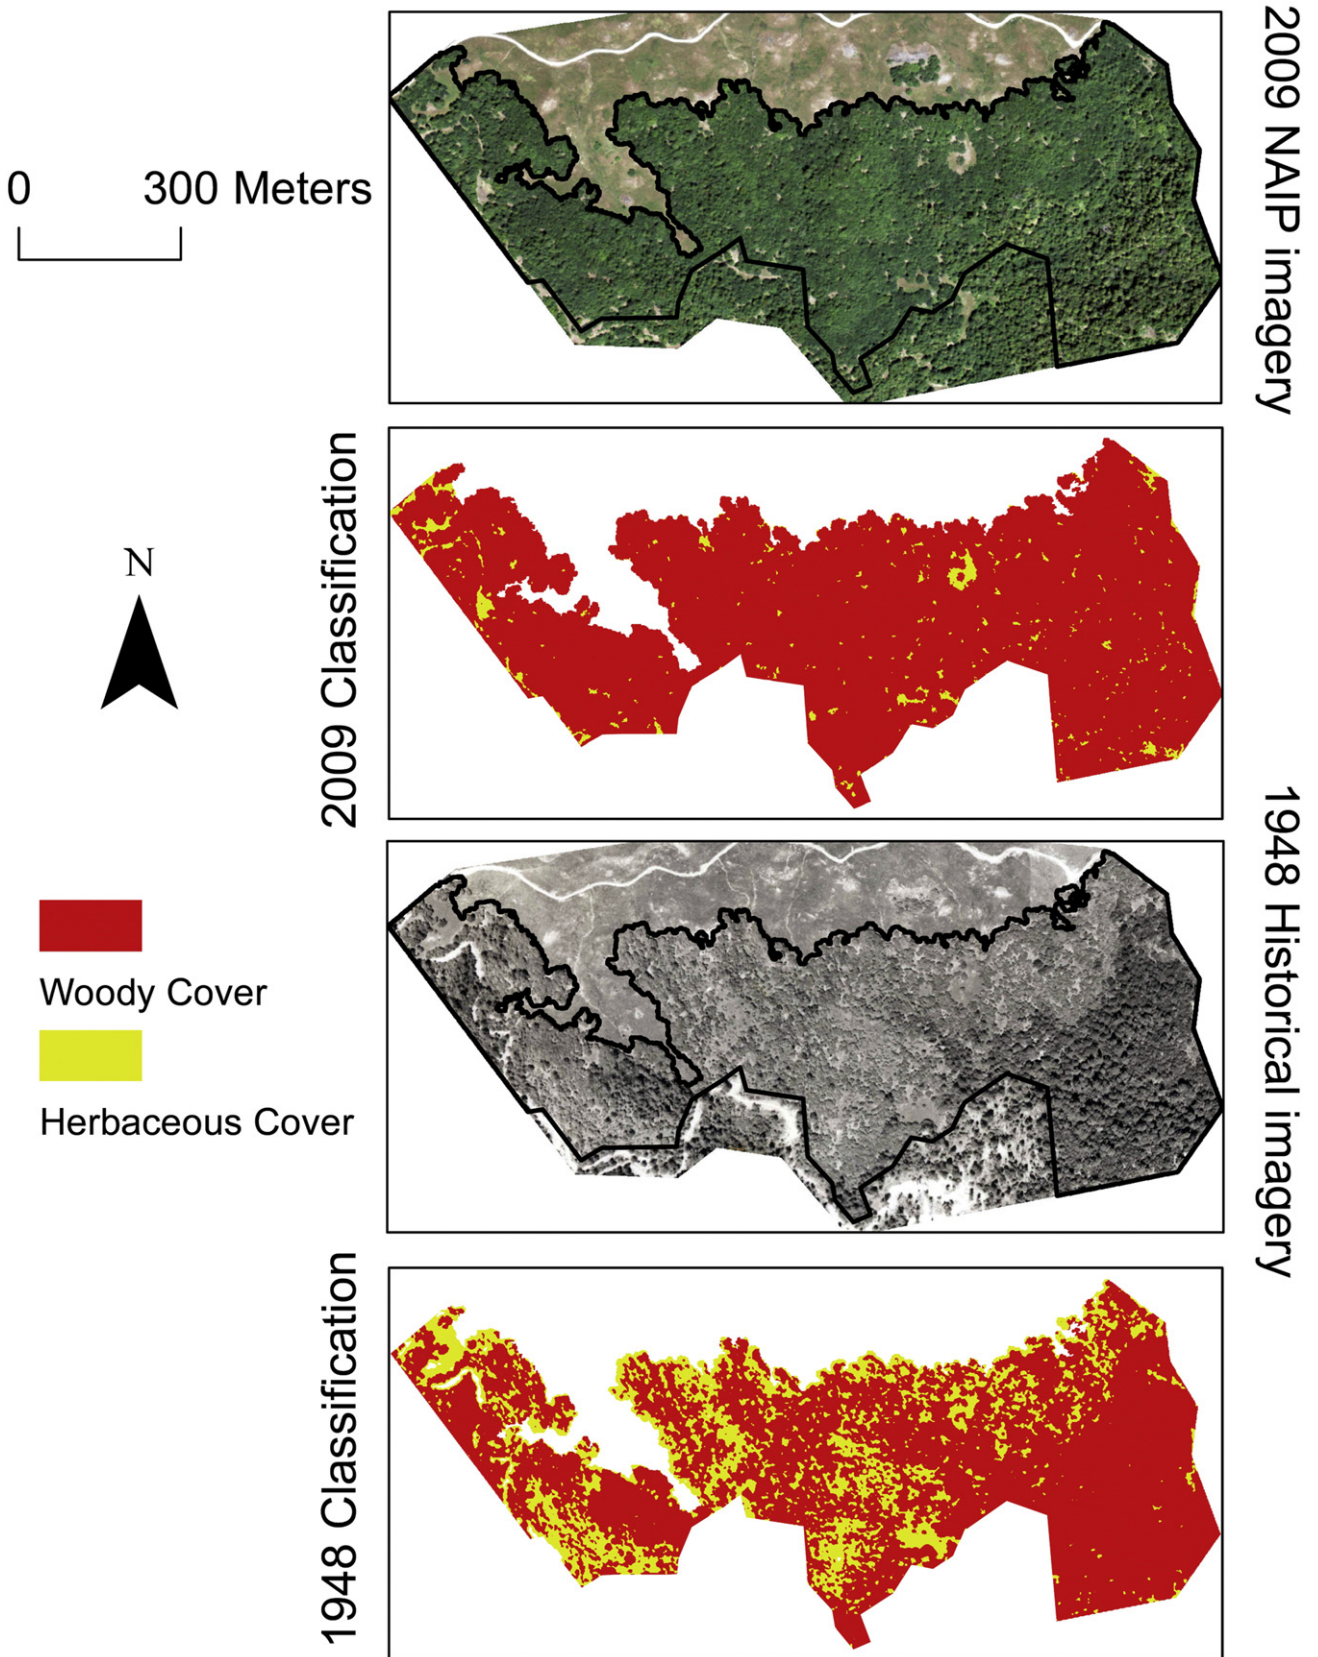 2009 NAIP imagery
0 300 Meters
2009 Classification
N
1948 Historical imagery
Woody Cover
Herbaceous Cover
1948 Classification